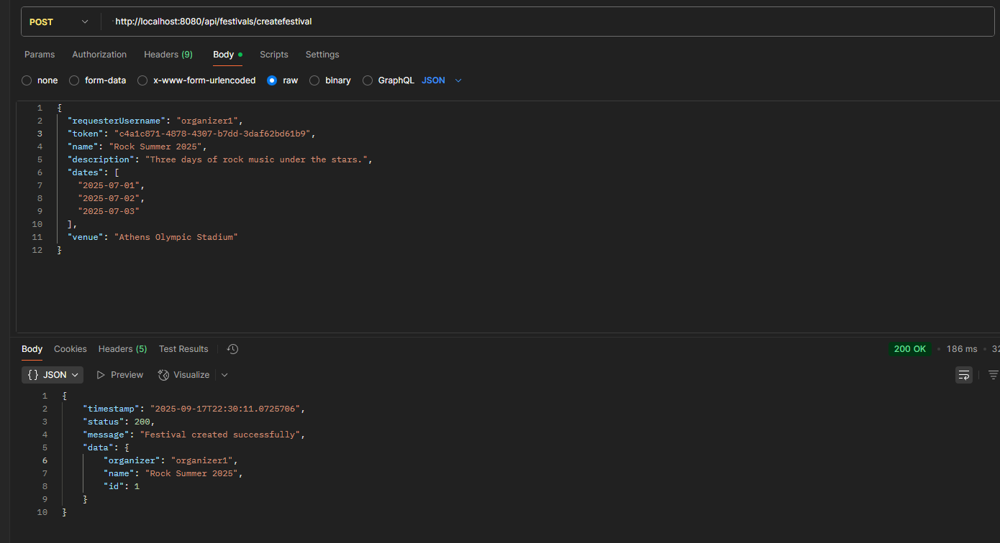 POST http://localhost:8080/api/festivals/createfestival
Params Authorization Headers (9) Body Scripts Settings
none form-data x-www-form-urlencoded raw binary GraphQL JSON
1 {
2 "requesterUsername": "organizer1",
3 "token": "c4a1c871-4878-4307-b7dd-3daf62bd61b9",
4 "name": "Rock Summer 2025",
5 "description": "Three days of rock music under the stars.",
6 "dates": [
7 "2025-07-01",
8 "2025-07-02",
9 "2025-07-03"
10 ],
11 "venue": "Athens Olympic Stadium"
12 }
Body Cookies Headers (5) Test Results 200 OK • 186 ms • 32
{} JSON Preview Visualize
1 {
2 "timestamp": "2025-09-17T22:30:11.0725706",
3 "status": 200,
4 "message": "Festival created successfully",
5 "data": {
6 "organizer": "organizer1",
7 "name": "Rock Summer 2025",
8 "id": 1
9 }
10 }